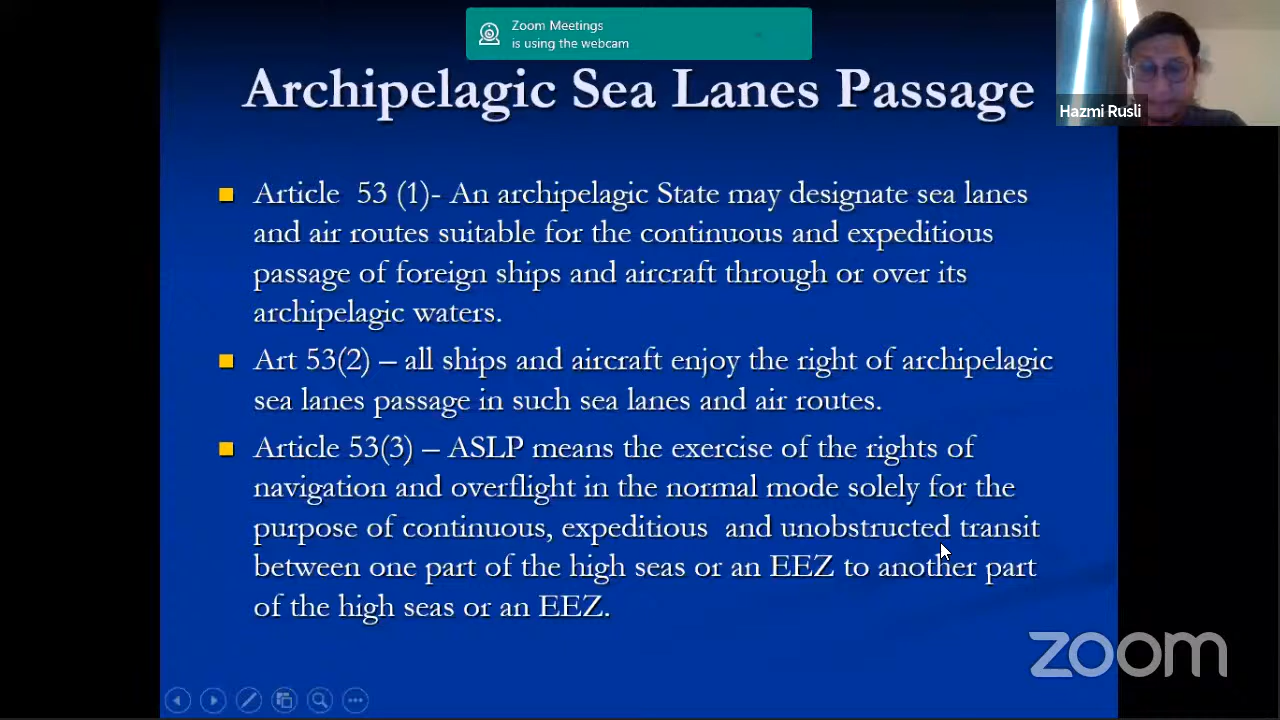 Zoom Meetings
is using the webcam
Archipelagic Sea Lanes Passage
Hazmi Rusli
Article 53 (1)- An archipelagic State may designate sea lanes
and air routes suitable for the continuous and expeditious
passage of foreign ships and aircraft through or over its
archipelagic waters.
Art 53(2) – all ships and aircraft enjoy the right of archipelagic
sea lanes passage in such sea lanes and air routes.
Article 53(3) – ASLP means the exercise of the rights of
navigation and overflight in the normal mode solely for the
purpose of continuous, expeditious and unobstructed transit
between one part of the high seas or an EEZ to another part
of the high seas or an EEZ.
zoom